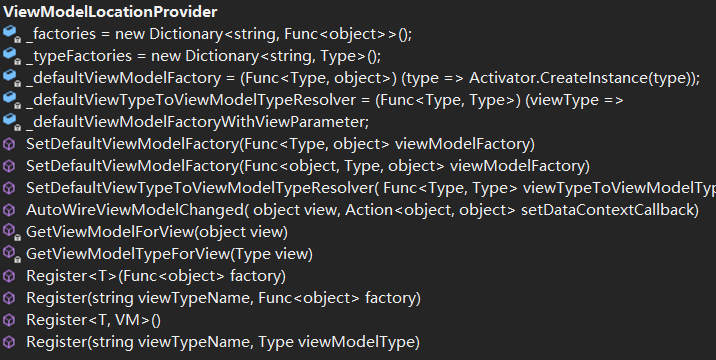 ViewModelLocationProvider
_factories = new Dictionary<string, Func<object>>();
_typeFactories = new Dictionary<string, Type>();
_defaultViewModelFactory = (Func<Type, object>) (type => Activator.CreateInstance(type));
_defaultViewTypeToViewModelTypeResolver = (Func<Type, Type>) (viewType =>
_defaultViewModelFactoryWithViewParameter;
SetDefaultViewModelFactory(Func<Type, object> viewModelFactory)
SetDefaultViewModelFactory(Func<object, Type, object> viewModelFactory)
SetDefaultViewTypeToViewModelTypeResolver( Func<Type, Type> viewTypeToViewModelTyp
AutoWireViewModelChanged( object view, Action<object, object> setDataContextCallback)
GetViewModelForView(object view)
GetViewModelTypeForView(Type view)
Register<T>(Func<object> factory)
Register(string viewTypeName, Func<object> factory)
Register<T, VM>()
Register(string viewTypeName, Type viewModelType)